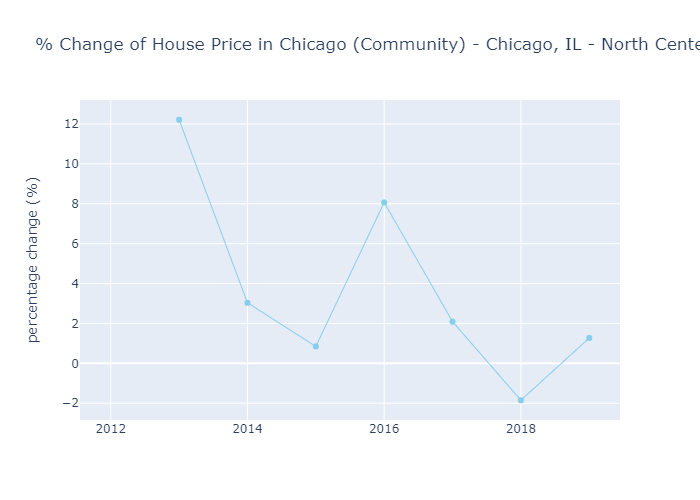 % Change of House Price in Chicago (Community) - Chicago, IL - North
percentage change (%)
12
10
8
6
4
2
0
−2
2012 2014 2016 2018